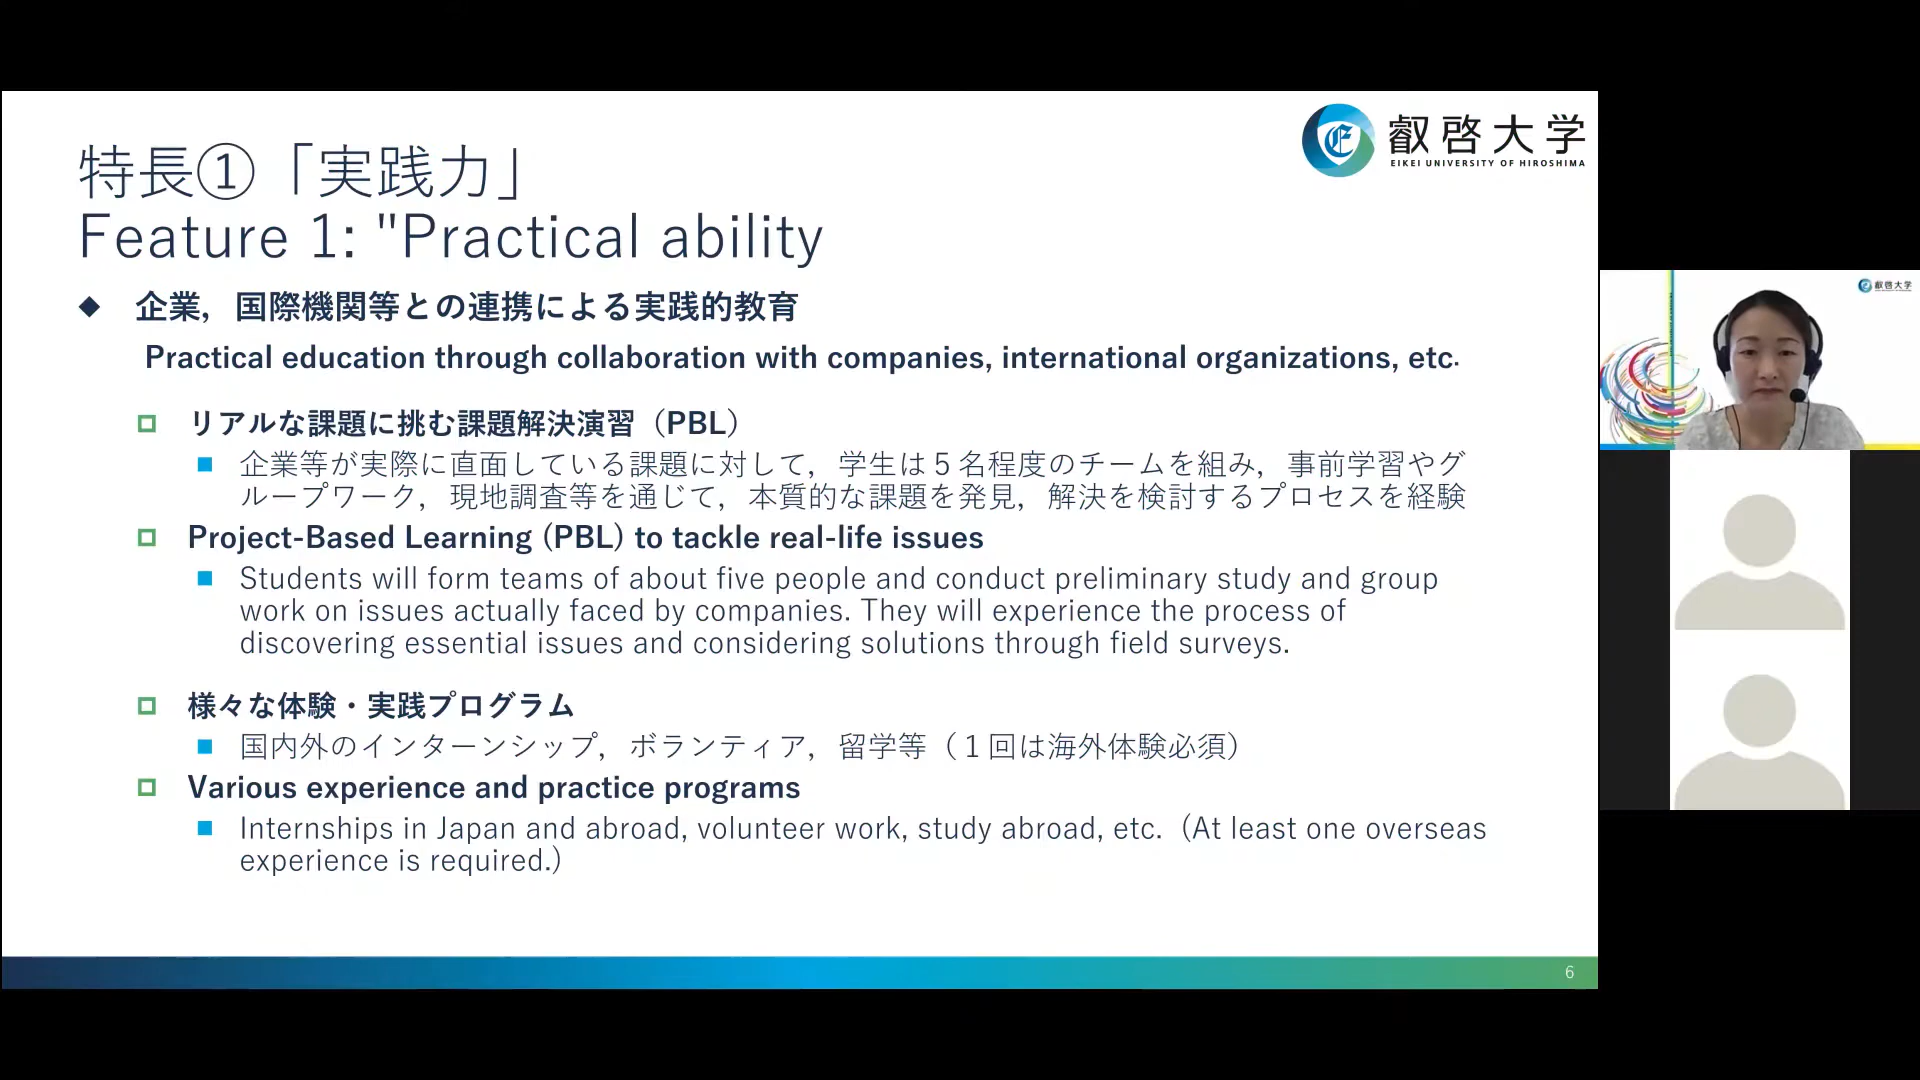 叡啓大学
EIKEI UNIVERSITY OF HIROSHIMA
特長①「実践力」
Feature 1: "Practical ability
◆ 企業，国際機関等との連携による実践的教育
Practical education through collaboration with companies, international organizations, etc.
リアルな課題に挑む課題解決演習（PBL）
企業等が実際に直面している課題に対して，学生は５名程度のチームを組み，事前学習やグ
ループワーク，現地調査等を通じて，本質的な課題を発見，解決を検討するプロセスを経験
Project-Based Learning (PBL) to tackle real-life issues
Students will form teams of about five people and conduct preliminary study and group
work on issues actually faced by companies. They will experience the process of
discovering essential issues and considering solutions through field surveys.
様々な体験・実践プログラム
国内外のインターンシップ，ボランティア，留学等（１回は海外体験必須）
Various experience and practice programs
Internships in Japan and abroad, volunteer work, study abroad, etc.（At least one overseas
experience is required.）
6
叡啓大学